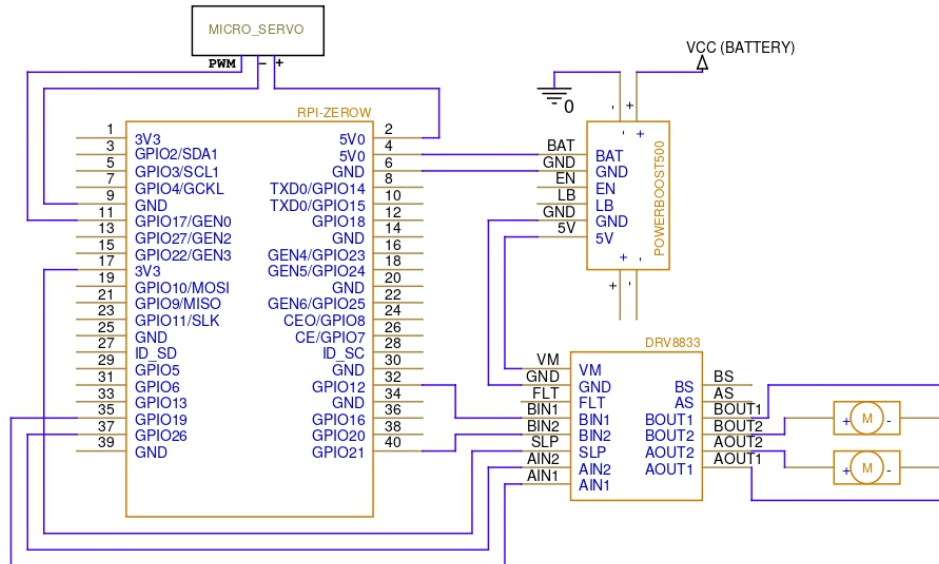 MICRO_SERVO
PWM - +
VCC (BATTERY)
0
- +
- +
RPI-ZEROW
1 3V3 5V0 2
3 GPIO2/SDA1 5V0 4
5 GPIO3/SCL1 GND 6
7 GPIO4/GCKL TXD0/GPIO14 8
9 GND TXD0/GPIO15 10
11 GPIO17/GEN0 GPIO18 12
13 GPIO27/GEN2 GND 14
15 GPIO22/GEN3 GEN4/GPIO23 16
17 3V3 GEN5/GPIO24 18
19 GPIO10/MOSI GND 20
21 GPIO9/MISO GEN6/GPIO25 22
23 GPIO11/SLK CEO/GPIO8 24
25 GND CE/GPIO7 26
27 ID_SD ID_SC 28
29 GPIO5 GND 30
31 GPIO6 GPIO12 32
33 GPIO13 GND 34
35 GPIO19 GPIO16 36
37 GPIO26 GPIO20 38
39 GND GPIO21 40
POWERBOOST500
BAT BAT
GND GND
EN EN
LB LB
GND GND
5V 5V
+ -
+ -
DRV8833
VM VM
GND GND BS BS
FLT FLT AS AS
BIN1 BIN1 BOUT1 BOUT1
BIN2 BIN2 BOUT2 BOUT2
SLP SLP AOUT2 AOUT2
AIN2 AIN2 AOUT1 AOUT1
AIN1 AIN1
+ M -
+ M -